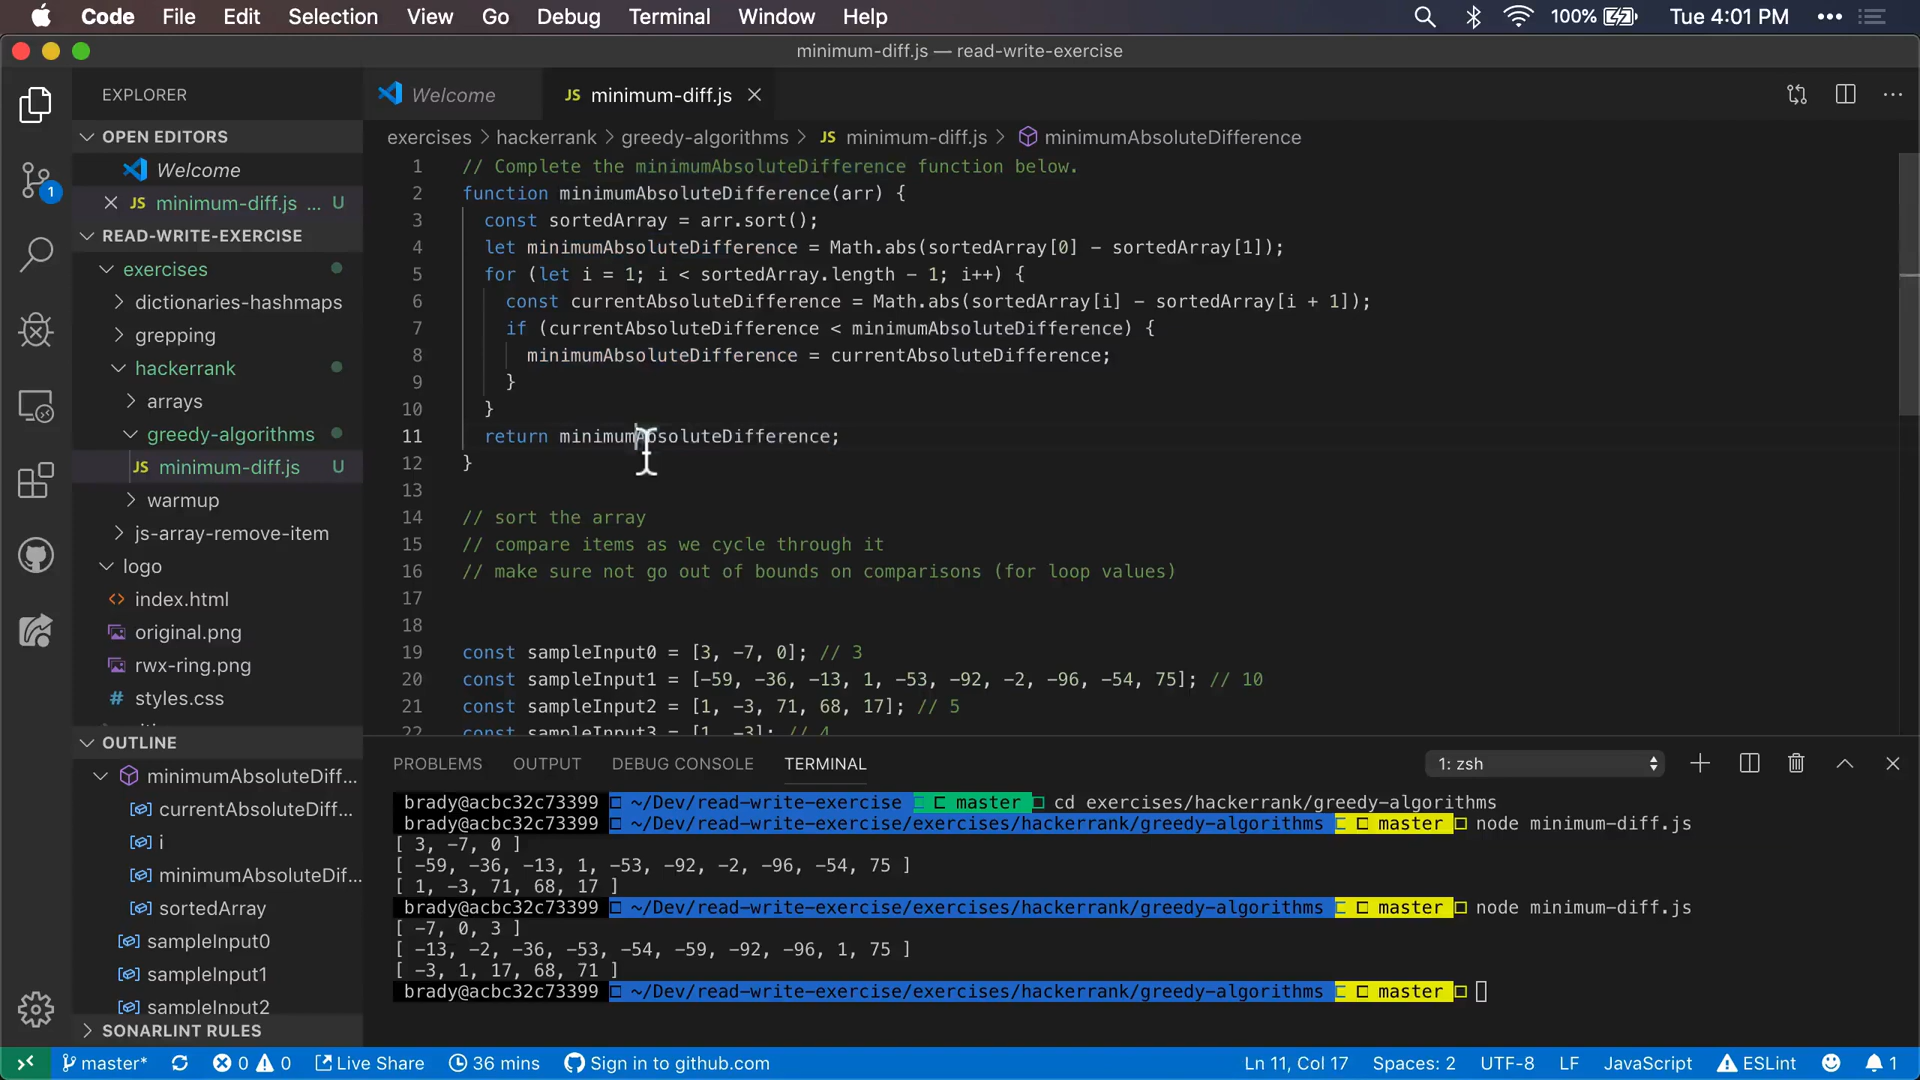 Code File Edit Selection View Go Debug Terminal Window Help 100% Tue 4:01 PM
minimum-diff.js — read-write-exercise
EXPLORER
OPEN EDITORS
Welcome
minimum-diff.js ... U
READ-WRITE-EXERCISE
exercises
dictionaries-hashmaps
grepping
hackerrank
arrays
greedy-algorithms
JS minimum-diff.js U
warmup
js-array-remove-item
logo
index.html
original.png
rwx-ring.png
# styles.css
OUTLINE
minimumAbsoluteDiff...
currentAbsoluteDiff...
i
minimumAbsoluteDif...
sortedArray
sampleInput0
sampleInput1
sampleInput2
SONARLINT RULES
Welcome
JS minimum-diff.js
exercises > hackerrank > greedy-algorithms > JS minimum-diff.js > minimumAbsoluteDifference
1 // Complete the minimumAbsoluteDifference function below.
2 function minimumAbsoluteDifference(arr) {
3 const sortedArray = arr.sort();
4 let minimumAbsoluteDifference = Math.abs(sortedArray[0] - sortedArray[1]);
5 for (let i = 1; i < sortedArray.length - 1; i++) {
6 const currentAbsoluteDifference = Math.abs(sortedArray[i] - sortedArray[i + 1]);
7 if (currentAbsoluteDifference < minimumAbsoluteDifference) {
8 minimumAbsoluteDifference = currentAbsoluteDifference;
9 }
10 }
11 return minimumAbsoluteDifference;
12 }
13
14 // sort the array
15 // compare items as we cycle through it
16 // make sure not go out of bounds on comparisons (for loop values)
17
18
19 const sampleInput0 = [3, -7, 0]; // 3
20 const sampleInput1 = [-59, -36, -13, 1, -53, -92, -2, -96, -54, 75]; // 10
21 const sampleInput2 = [1, -3, 71, 68, 17]; // 5
22 const sampleInput3 = [1, -3]; // 4
PROBLEMS OUTPUT DEBUG CONSOLE TERMINAL 1: zsh
brady@acbc32c73399 ~/Dev/read-write-exercise master cd exercises/hackerrank/greedy-algorithms
brady@acbc32c73399 ~/Dev/read-write-exercise/exercises/hackerrank/greedy-algorithms master node minimum-diff.js
[ 3, -7, 0 ]
[ -59, -36, -13, 1, -53, -92, -2, -96, -54, 75 ]
[ 1, -3, 71, 68, 17 ]
brady@acbc32c73399 ~/Dev/read-write-exercise/exercises/hackerrank/greedy-algorithms master node minimum-diff.js
[ -7, 0, 3 ]
[ -13, -2, -36, -53, -54, -59, -92, -96, 1, 75 ]
[ -3, 1, 17, 68, 71 ]
brady@acbc32c73399 ~/Dev/read-write-exercise/exercises/hackerrank/greedy-algorithms master
1
master* 0 0 Live Share 36 mins Sign in to github.com Ln 11, Col 17 Spaces: 2 UTF-8 LF JavaScript ESLint 1